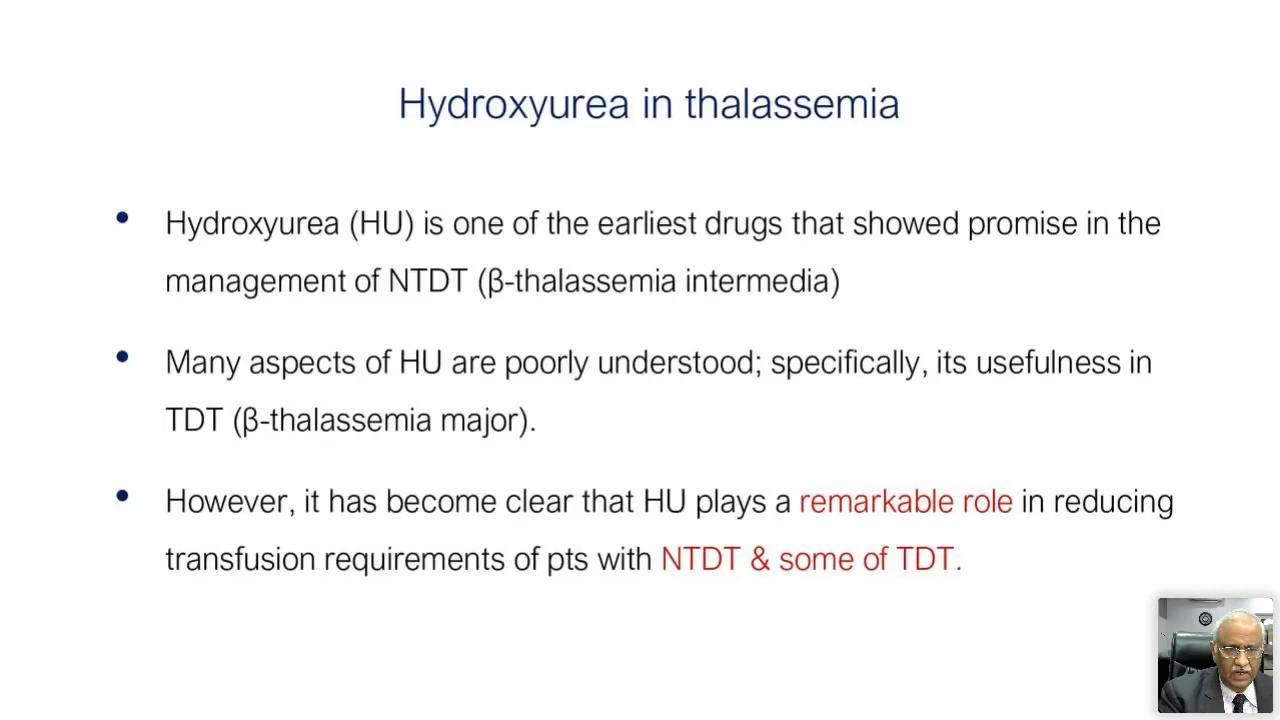 Hydroxyurea in thalassemia
• Hydroxyurea (HU) is one of the earliest drugs that showed promise in the
management of NTDT (β-thalassemia intermedia)
• Many aspects of HU are poorly understood; specifically, its usefulness in
TDT (β-thalassemia major).
• However, it has become clear that HU plays a remarkable role in reducing
transfusion requirements of pts with NTDT & some of TDT.